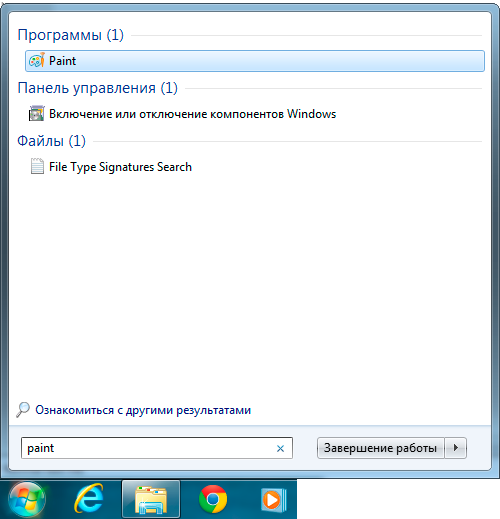 Программы (1)
Paint
Панель управления (1)
Включение или отключение компонентов Windows
Файлы (1)
File Type Signatures Search
Ознакомиться с другими результатами
paint
Завершение работы